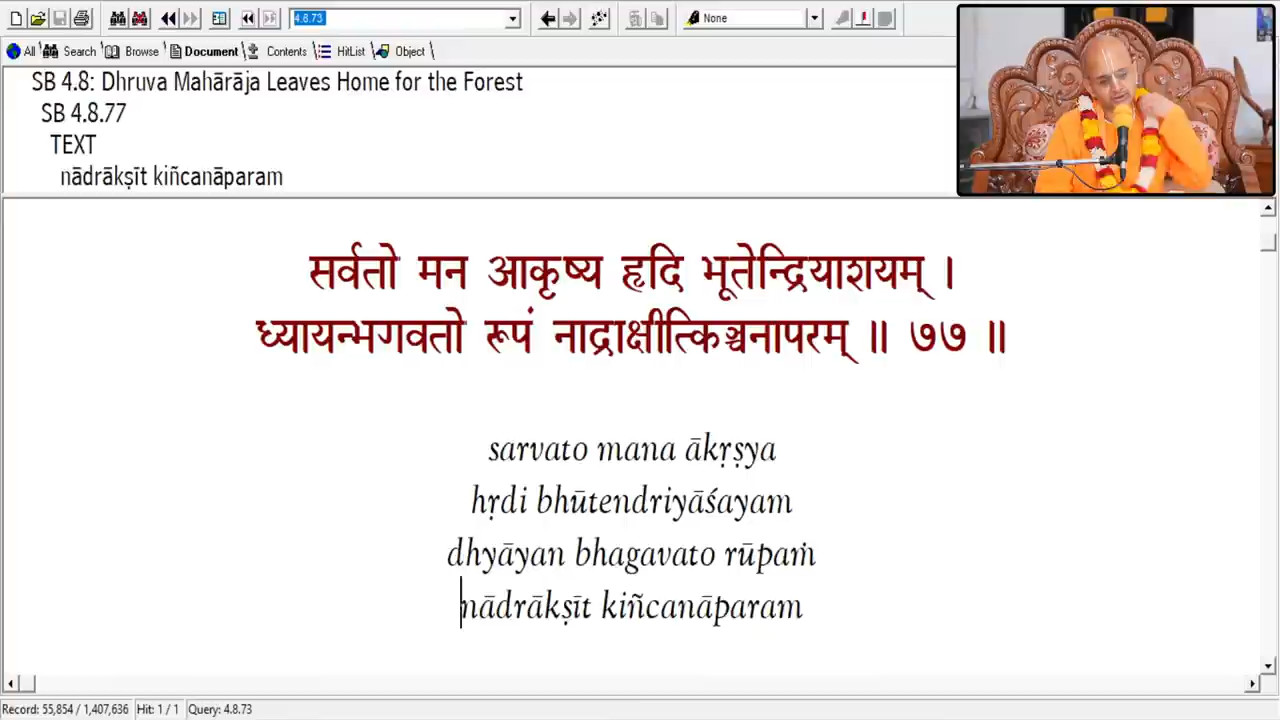 4.8.73
None
All
Search
Browse
Document
Contents
HitList
Object
SB 4.8: Dhruva Mahārāja Leaves Home for the Forest
SB 4.8.77
TEXT
nādrākṣīt kiñcanāparam
सर्वतो मन आकृष्य हृदि भूतेन्द्रियाशयम् ।
ध्यायन्भगवतो रूपं नाद्राक्षीत्किञ्चनापरम् ॥ ७७ ॥
sarvato mana ākṛṣya
hṛdi bhūtendriyāśayam
dhyāyan bhagavato rūpaṁ
nādrākṣīt kiñcanāparam
Record: 55,854 / 1,407,636 Hit: 1 / 1 Query: 4.8.73